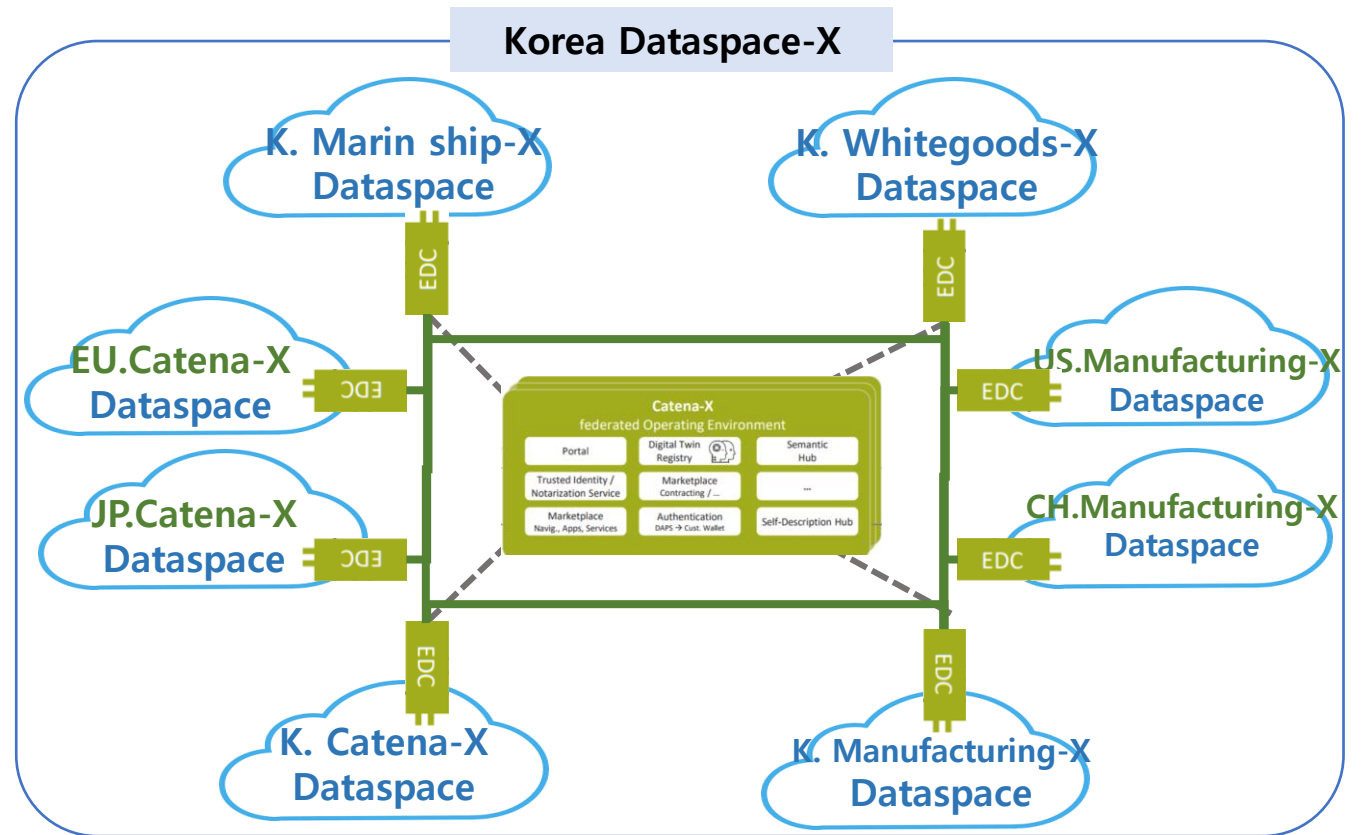 Korea Dataspace-X
K. Marin ship-X
Dataspace
K. Whitegoods-X
Dataspace
EDC
EDC
EU.Catena-X
Dataspace
EDC
US.Manufacturing-X
Dataspace
EDC
Catena-X
federated Operating Environment
Portal
Digital Twin
Registry
Semantic
Hub
Trusted Identity /
Notarization Service
Marketplace
Contracting / ...
...
Marketplace
Navig., Apps, Services
Authentication
DAPS → Cust. Wallet
Self-Description Hub
JP.Catena-X
Dataspace
EDC
CH.Manufacturing-X
Dataspace
EDC
EDC
EDC
K. Catena-X
Dataspace
K. Manufacturing-X
Dataspace